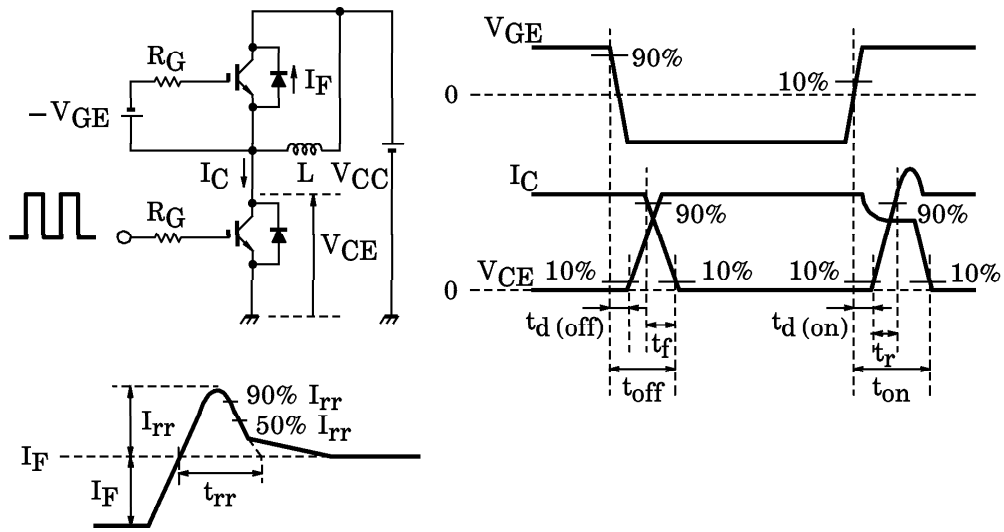 R_G
I_F
-V_GE
I_C
L
V_CC
R_G
V_CE
V_GE
90%
10%
0
I_C
90%
90%
V_CE
10%
10%
10%
10%
0
t_d (off)
t_f
t_d (on)
t_r
t_off
t_on
90% I_rr
I_rr
50% I_rr
I_F
I_F
t_rr